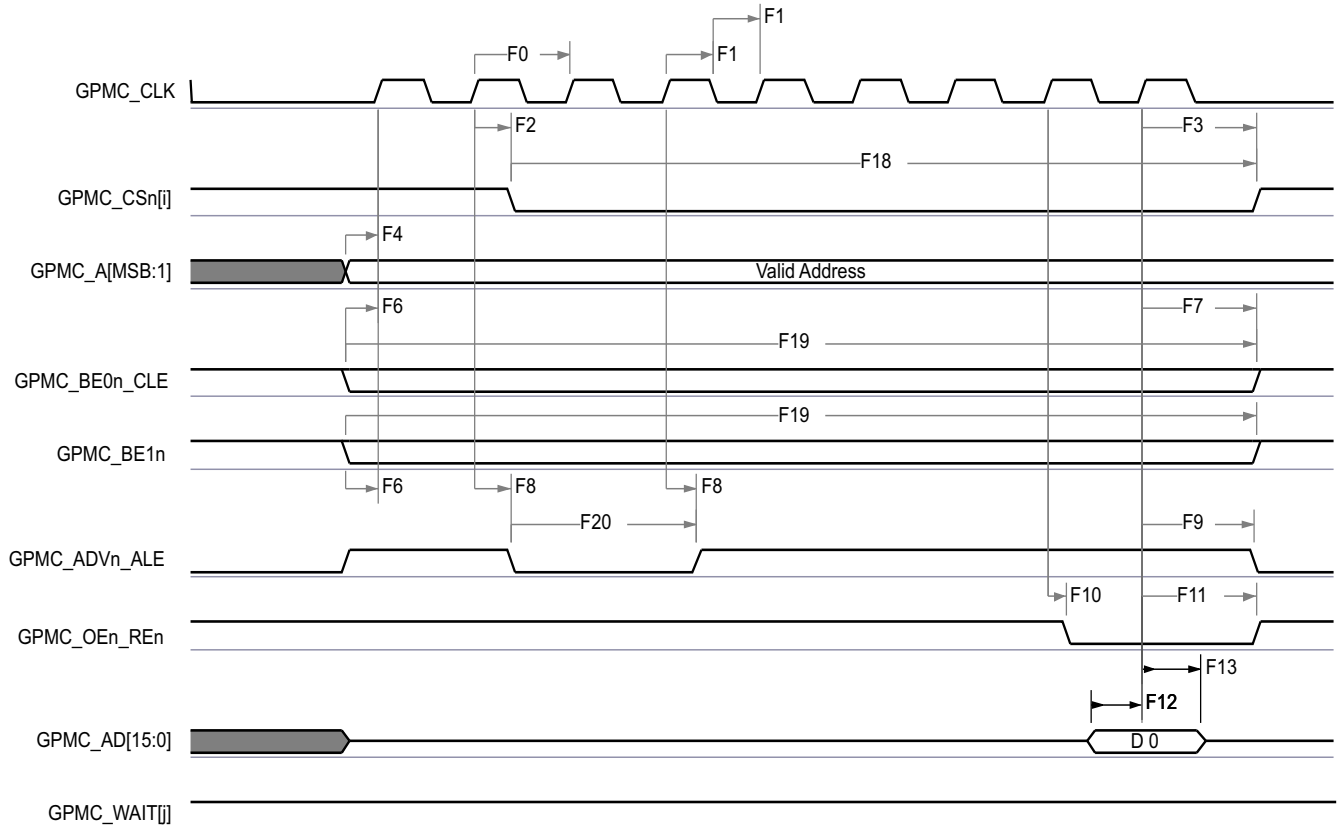 F1
F0
F1
GPMC_CLK
F2
F3
F18
GPMC_CSn[i]
F4
GPMC_A[MSB:1]
Valid Address
F6
F7
F19
GPMC_BE0n_CLE
F19
GPMC_BE1n
F6
F8
F8
F20
F9
GPMC_ADVn_ALE
F10
F11
GPMC_OEn_REn
F13
F12
GPMC_AD[15:0]
D 0
GPMC_WAIT[j]